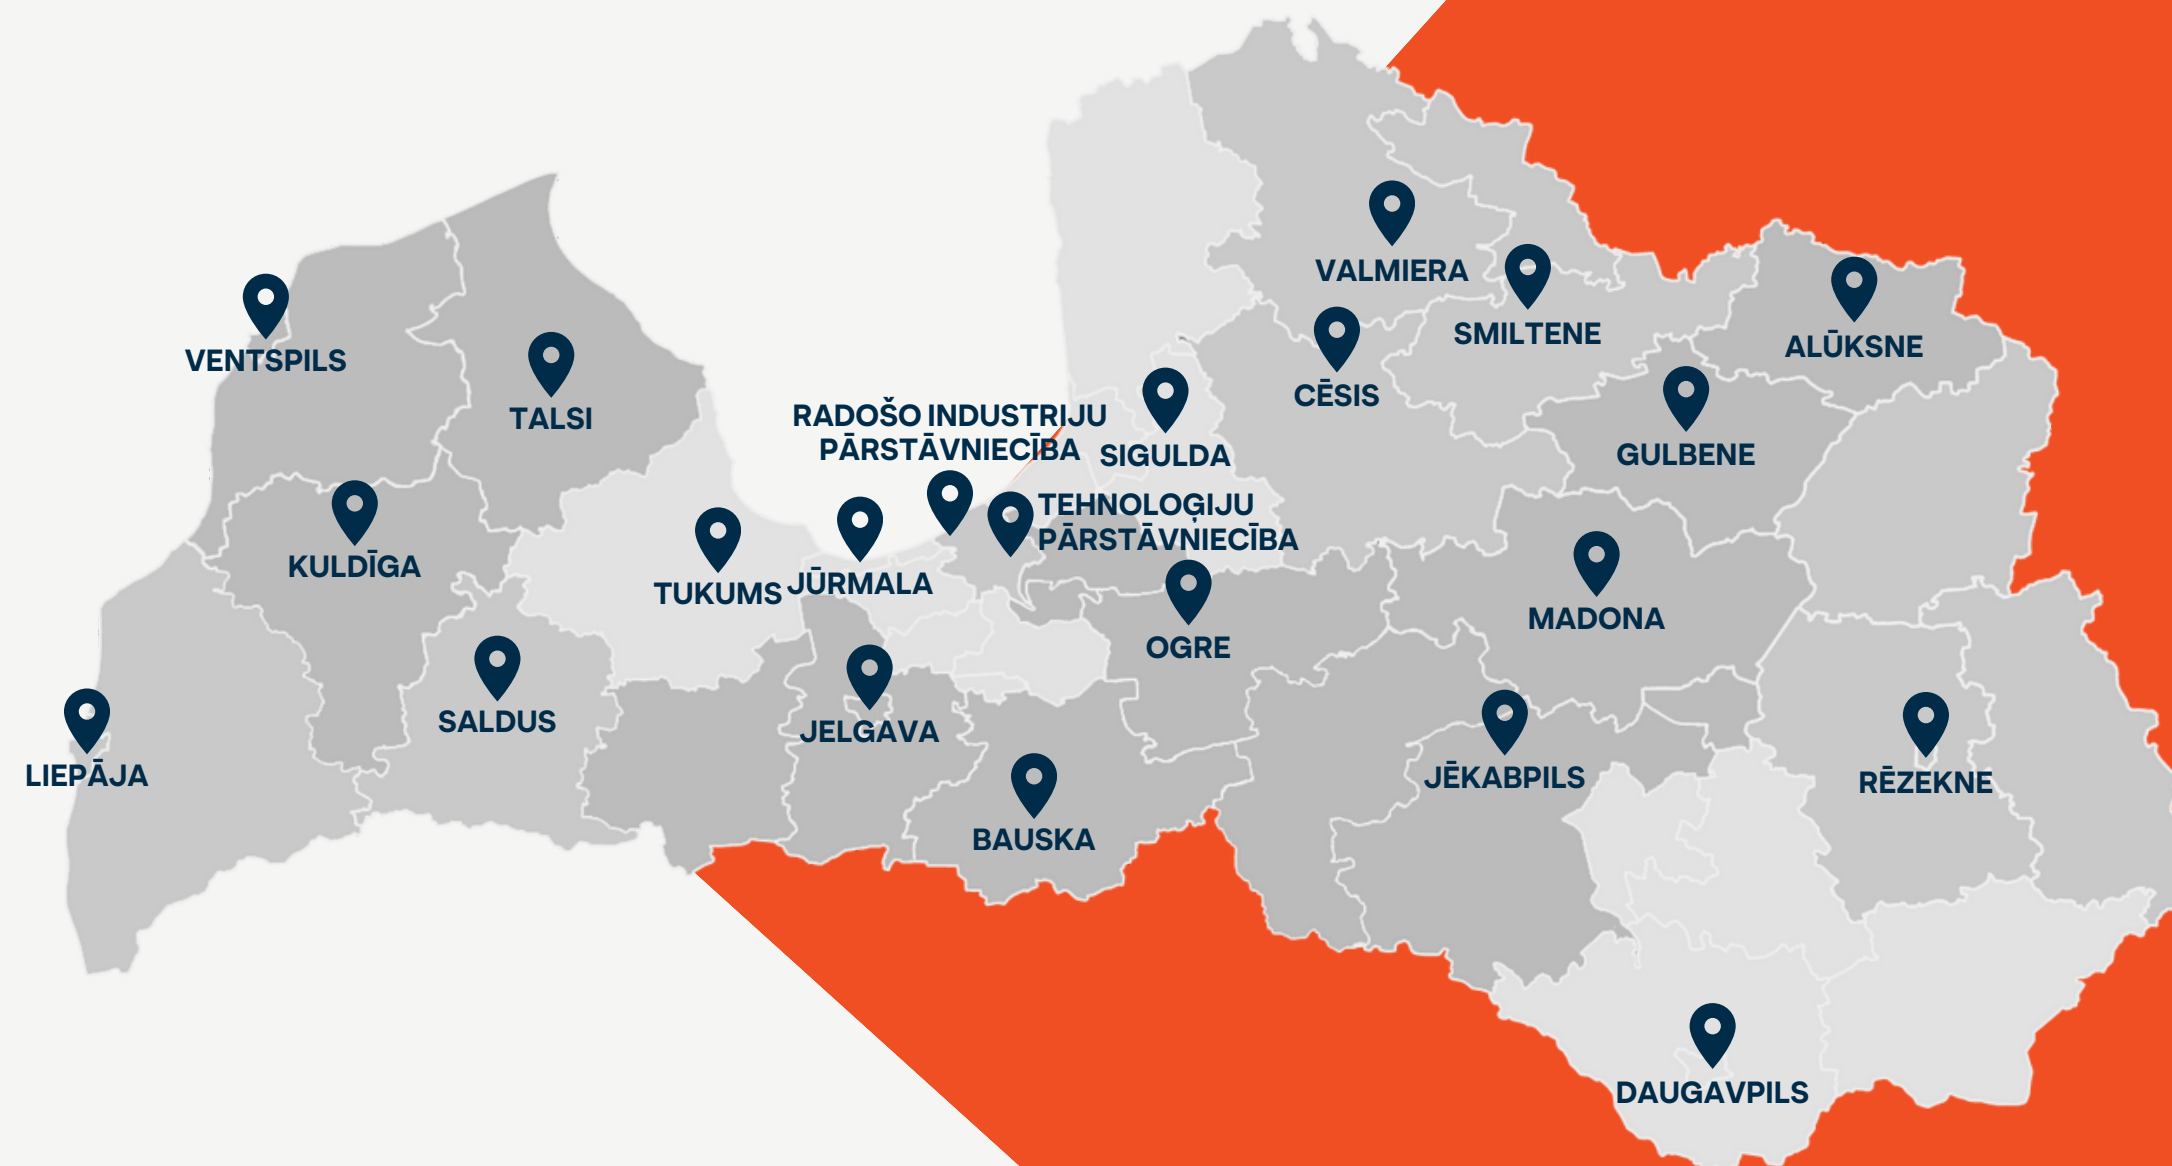 VALMIERA
SMILTENE
ALŪKSNE
VENTSPILS
TALSI
CĒSIS
RADOŠO INDUSTRIJU
PĀRSTĀVNIECĪBA
SIGULDA
GULBENE
TEHNOLOĢIJU
PĀRSTĀVNIECĪBA
KULDĪGA
TUKUMS
JŪRMALA
MADONA
OGRE
SALDUS
JELGAVA
LIEPĀJA
JĒKABPILS
RĒZEKNE
BAUSKA
DAUGAVPILS